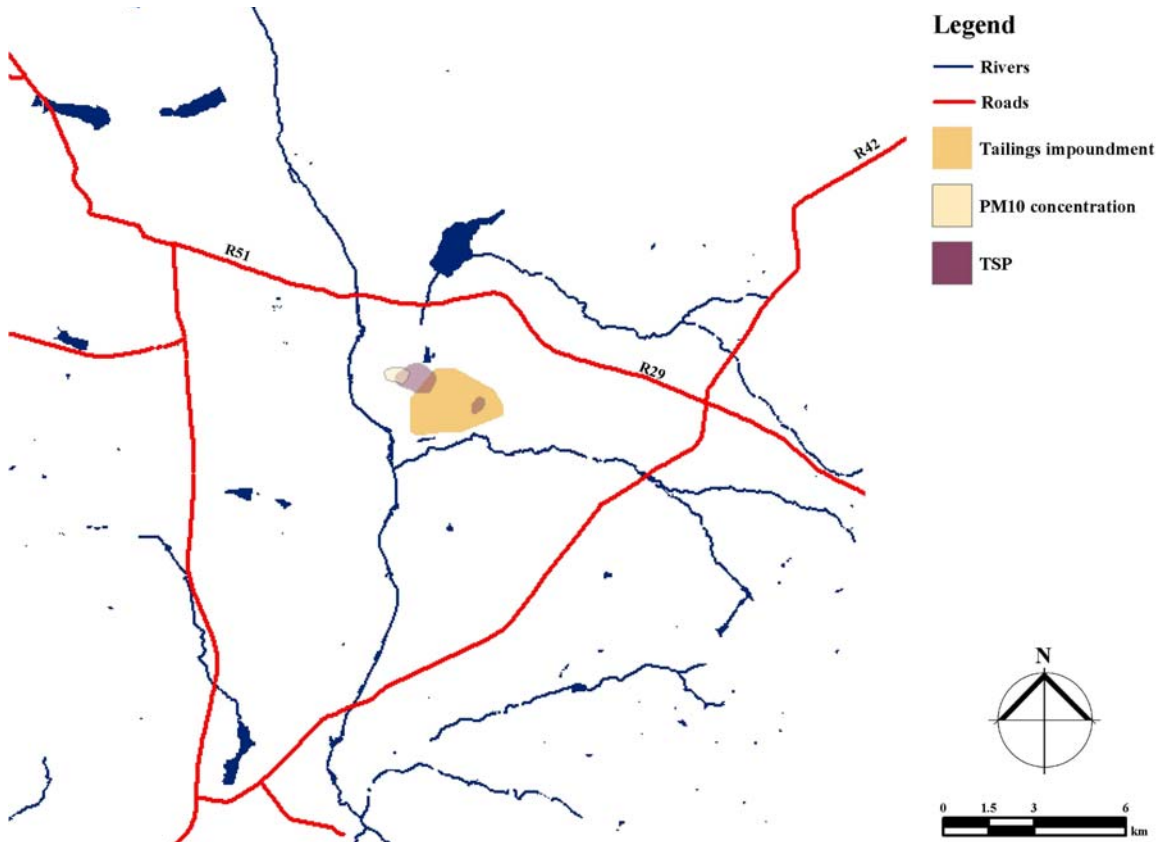 Legend
Rivers
Roads
Tailings impoundment
PM10 concentration
TSP
R42
R51
R29
N
0 1.5 3 6
km